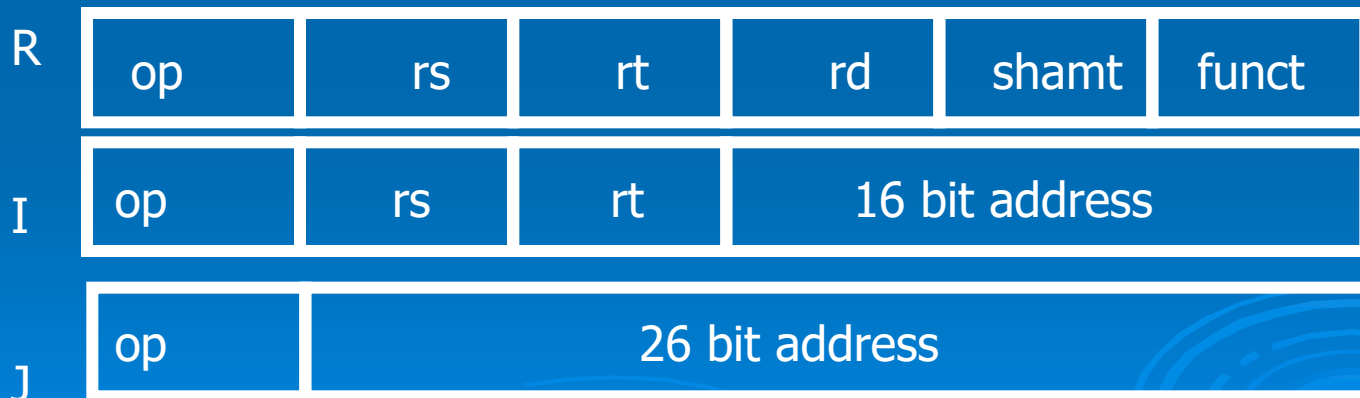 R op rs rt rd shamt funct
I op rs rt 16 bit address
J op 26 bit address